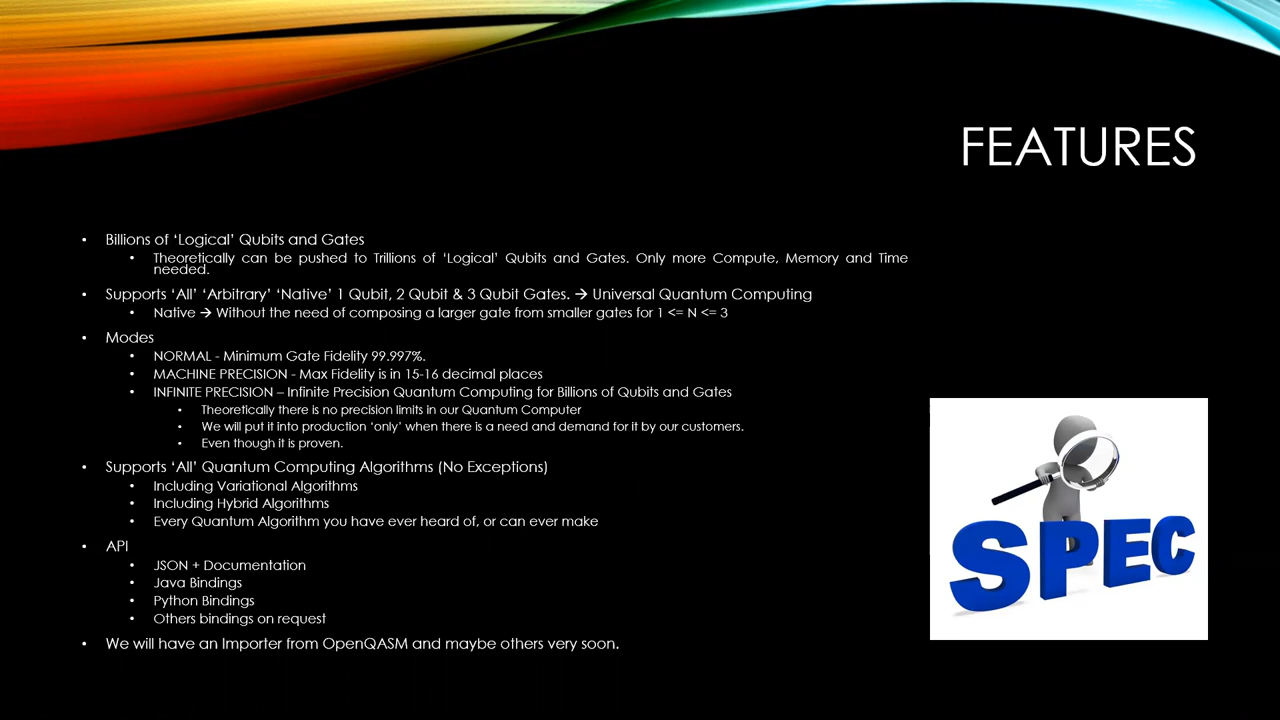 FEATURES
• Billions of ‘Logical’ Qubits and Gates
• Theoretically can be pushed to Trillions of ‘Logical’ Qubits and Gates. Only more Compute, Memory and Time
needed.
• Supports ‘All’ ‘Arbitrary’ ‘Native’ 1 Qubit, 2 Qubit & 3 Qubit Gates. → Universal Quantum Computing
• Native → Without the need of composing a larger gate from smaller gates for 1 <= N <= 3
• Modes
• NORMAL - Minimum Gate Fidelity 99.997%.
• MACHINE PRECISION - Max Fidelity is in 15-16 decimal places
• INFINITE PRECISION – Infinite Precision Quantum Computing for Billions of Qubits and Gates
• Theoretically there is no precision limits in our Quantum Computer
• We will put it into production ‘only’ when there is a need and demand for it by our customers.
• Even though it is proven.
• Supports ‘All’ Quantum Computing Algorithms (No Exceptions)
• Including Variational Algorithms
• Including Hybrid Algorithms
• Every Quantum Algorithm you have ever heard of, or can ever make
• API
• JSON + Documentation
• Java Bindings
• Python Bindings
• Others bindings on request
• We will have an Importer from OpenQASM and maybe others very soon.
SPEC